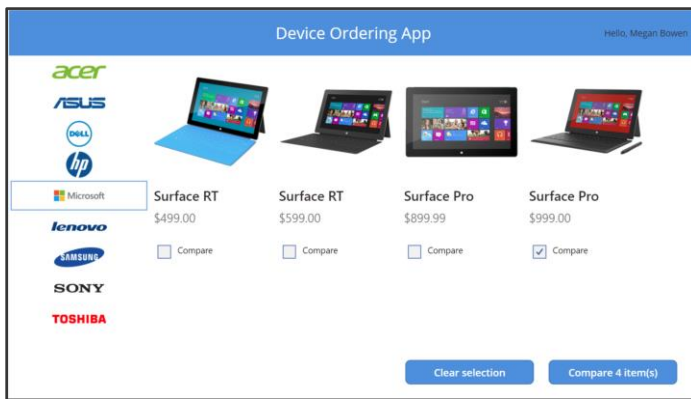 Device Ordering App
Hello, Megan Bowen
acer
ASUS
DELL
hp
Microsoft
lenovo
SAMSUNG
SONY
TOSHIBA
Surface RT
$499.00
Compare
Surface RT
$599.00
Compare
Surface Pro
$899.99
Compare
Surface Pro
$999.00
Compare
Clear selection
Compare 4 item(s)